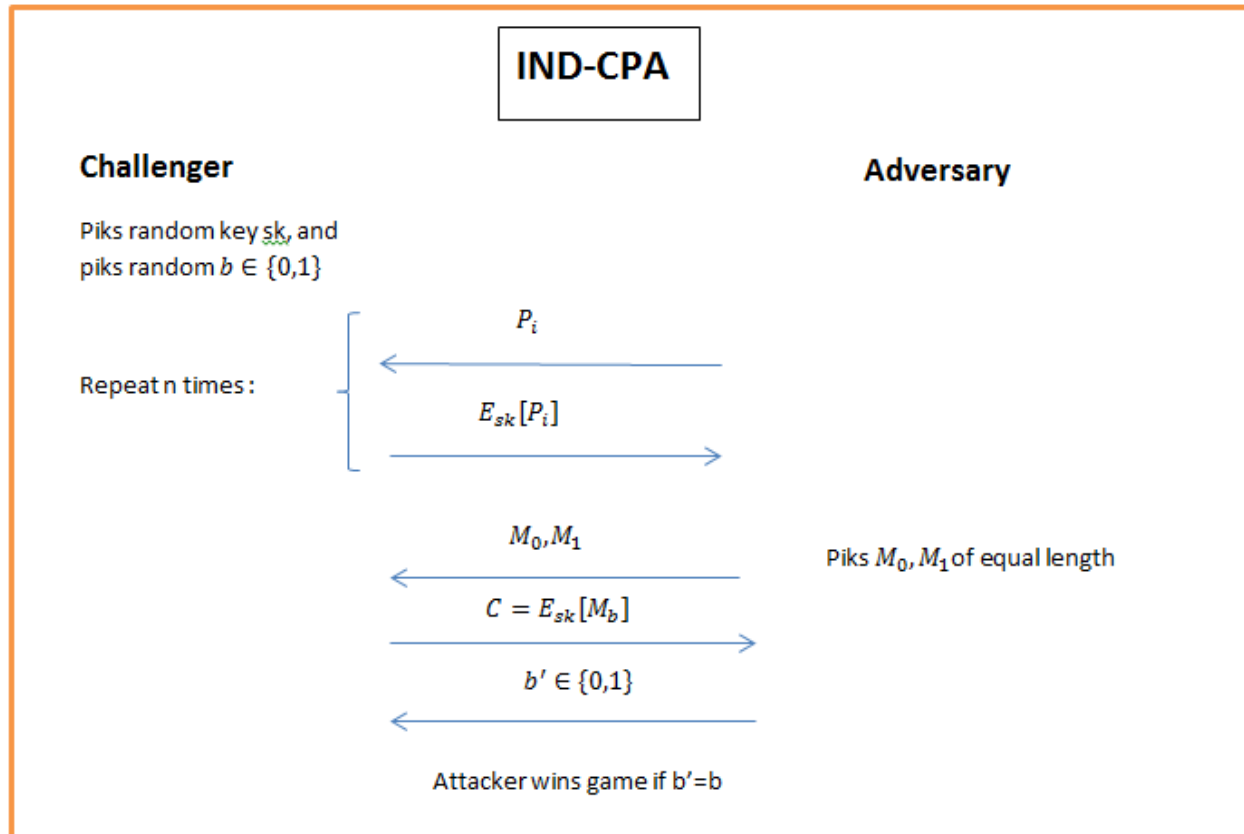 IND-CPA
Challenger
Adversary
Piks random key sk, and
piks random b ∈ {0,1}
P_i
Repeat n times :
E_sk[P_i]
M_0, M_1
Piks M_0, M_1 of equal length
C = E_sk[M_b]
b′ ∈ {0,1}
Attacker wins game if b'=b